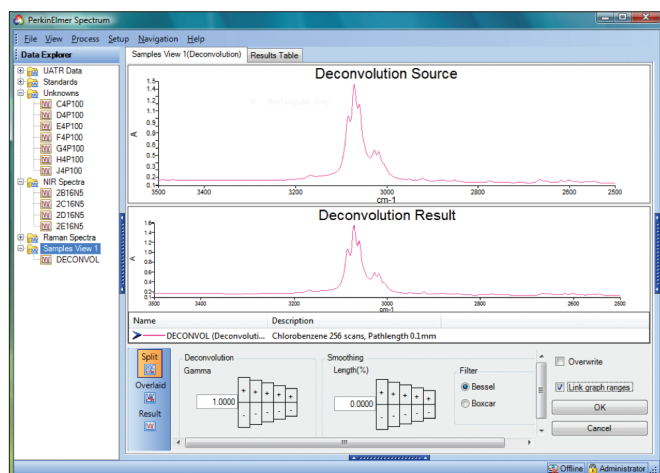 PerkinElmer Spectrum
File View Process Setup Navigation Help
Data Explorer
UATR Data
Standards
Unknowns
C4P100
D4P100
E4P100
F4P100
G4P100
H4P100
J4P100
NIR Spectra
2B16N5
2C16N5
2D16N5
2E16N5
Raman Spectra
Samples View 1
DECONVOL
Samples View 1(Deconvolution) Results Table
Deconvolution Source
A
3500 3400 3200 3000 2800 2600 2500
cm-1
Deconvolution Result
A
3500 3400 3200 3000 2800 2600 2500
cm-1
Name Description
DECONVOL (Deconvoluti... Chlorobenzene 256 scans, Pathlength 0.1mm
Split
Overlaid
Result
Deconvolution
Gamma
1.0000
+ + + + +
- - - - -
Smoothing
Length(%)
0.0000
+ + + + +
- - - - -
Filter
Bessel
Boxcar
Overwrite
Link graph ranges
OK
Cancel
Offline Administrator